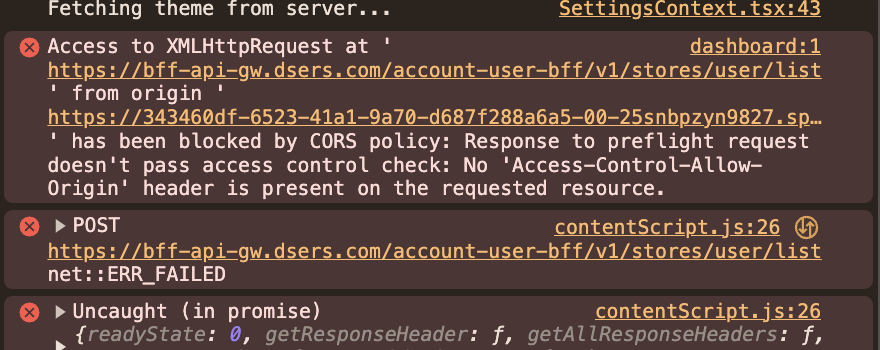 Fetching theme from server... SettingsContext.tsx:43
Access to XMLHttpRequest at ' dashboard:1
https://bff-api-gw.dsers.com/account-user-bff/v1/stores/user/list
' from origin '
https://343460df-6523-41a1-9a70-d687f288a6a5-00-25snbpzyn9827.sp…
' has been blocked by CORS policy: Response to preflight request
doesn't pass access control check: No 'Access-Control-Allow-
Origin' header is present on the requested resource.
POST contentScript.js:26
https://bff-api-gw.dsers.com/account-user-bff/v1/stores/user/list
net::ERR_FAILED
Uncaught (in promise) contentScript.js:26
{readyState: 0, getResponseHeader: ƒ, getAllResponseHeaders: ƒ,